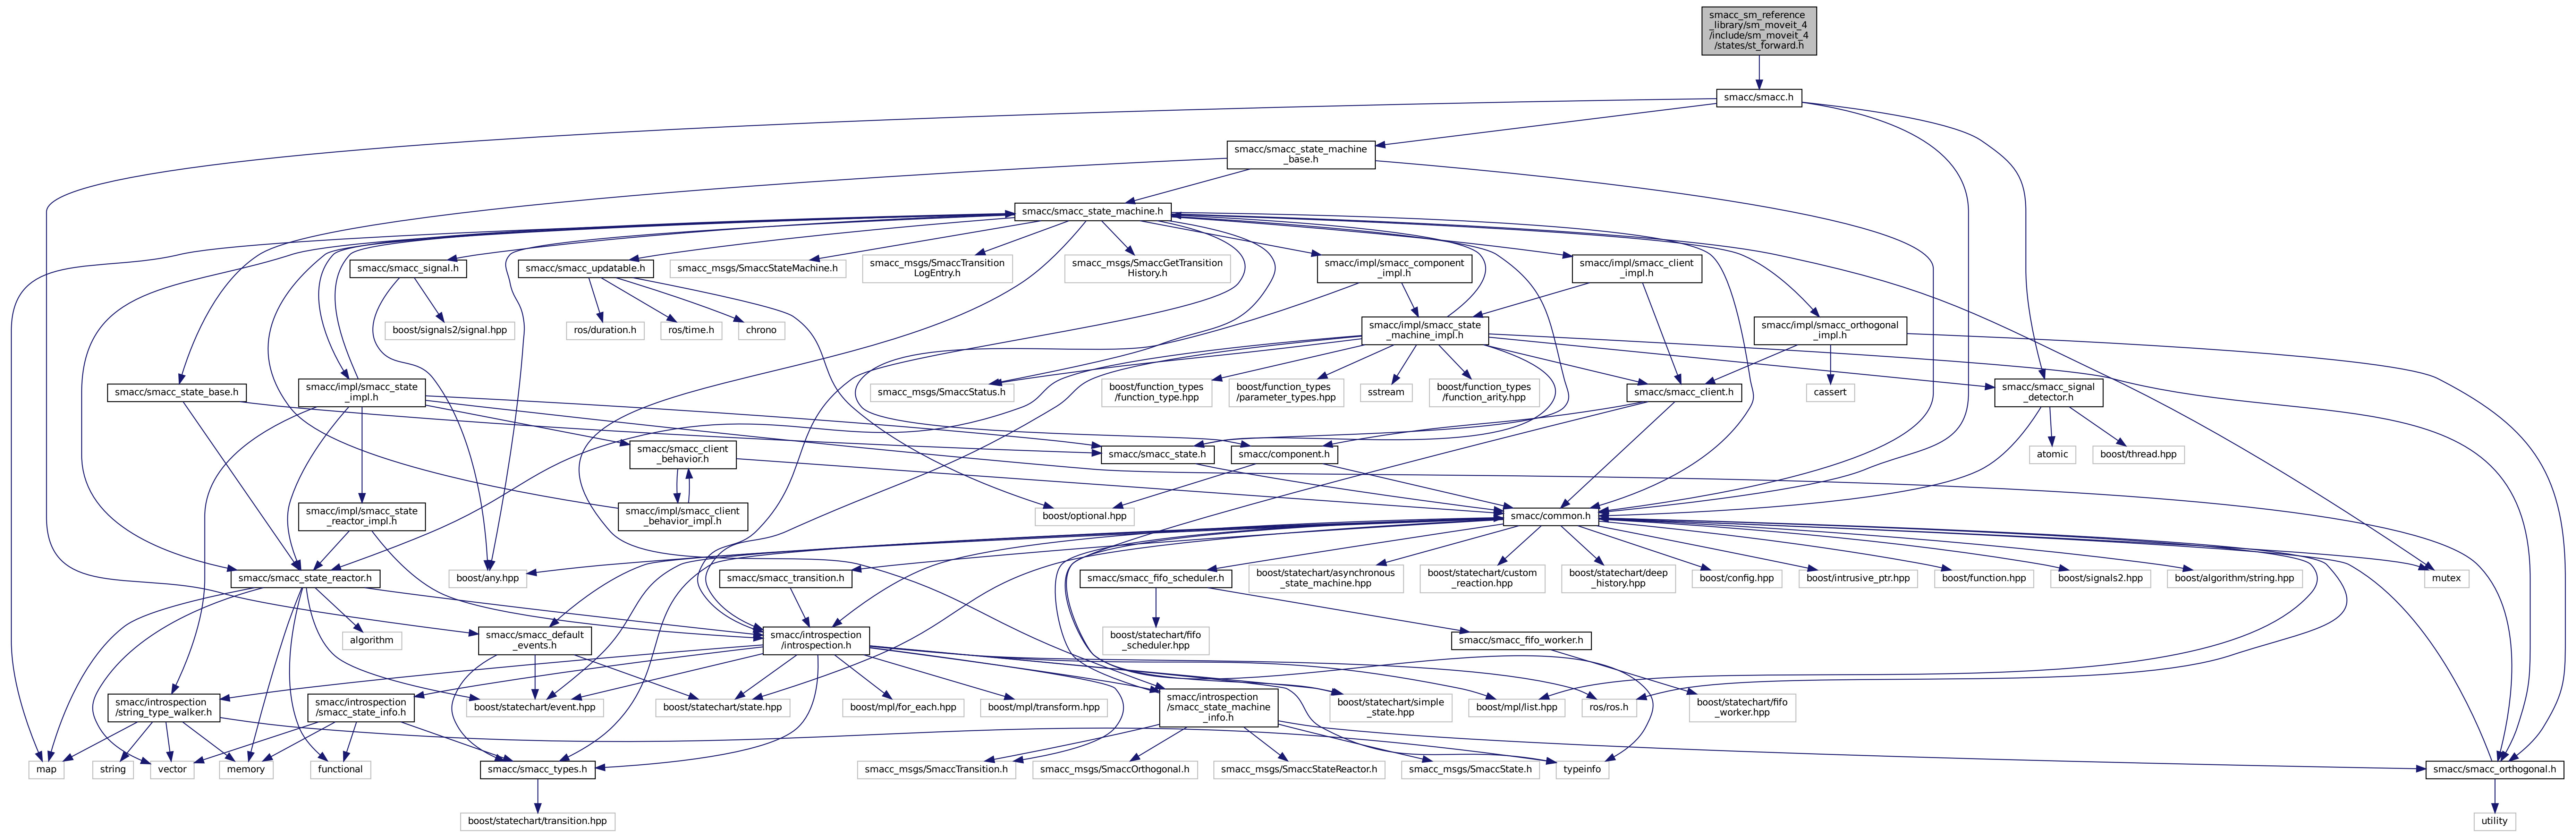 smacc_sm_reference
_library/sm_moveit_4
/include/sm_moveit_4
/states/st_forward.h
smacc/smacc.h
smacc/smacc_state_machine
_base.h
smacc/smacc_state_machine.h
smacc/smacc_signal.h
smacc/smacc_updatable.h
smacc_msgs/SmaccStateMachine.h
smacc_msgs/SmaccTransition
LogEntry.h
smacc_msgs/SmaccGetTransition
History.h
smacc/impl/smacc_component
_impl.h
smacc/impl/smacc_client
_impl.h
boost/signals2/signal.hpp
ros/duration.h
ros/time.h
chrono
smacc/impl/smacc_state
_machine_impl.h
smacc/impl/smacc_orthogonal
_impl.h
smacc/smacc_state_base.h
smacc/impl/smacc_state
_impl.h
smacc_msgs/SmaccStatus.h
boost/function_types
/function_type.hpp
boost/function_types
/parameter_types.hpp
sstream
boost/function_types
/function_arity.hpp
smacc/smacc_client.h
cassert
smacc/smacc_signal
_detector.h
smacc/smacc_client
_behavior.h
smacc/smacc_state.h
smacc/component.h
atomic
boost/thread.hpp
smacc/impl/smacc_state
_reactor_impl.h
smacc/impl/smacc_client
_behavior_impl.h
boost/optional.hpp
smacc/common.h
smacc/smacc_state_reactor.h
boost/any.hpp
smacc/smacc_transition.h
smacc/smacc_fifo_scheduler.h
boost/statechart/asynchronous
_state_machine.hpp
boost/statechart/custom
_reaction.hpp
boost/statechart/deep
_history.hpp
boost/config.hpp
boost/intrusive_ptr.hpp
boost/function.hpp
boost/signals2.hpp
boost/algorithm/string.hpp
mutex
algorithm
smacc/smacc_default
_events.h
smacc/introspection
/introspection.h
boost/statechart/fifo
_scheduler.hpp
smacc/smacc_fifo_worker.h
smacc/introspection
/string_type_walker.h
smacc/introspection
/smacc_state_info.h
boost/statechart/event.hpp
boost/statechart/state.hpp
boost/mpl/for_each.hpp
boost/mpl/transform.hpp
smacc/introspection
/smacc_state_machine
_info.h
boost/statechart/simple
_state.hpp
boost/mpl/list.hpp
ros/ros.h
boost/statechart/fifo
_worker.hpp
map
string
vector
memory
functional
smacc/smacc_types.h
smacc_msgs/SmaccTransition.h
smacc_msgs/SmaccOrthogonal.h
smacc_msgs/SmaccStateReactor.h
smacc_msgs/SmaccState.h
typeinfo
smacc/smacc_orthogonal.h
boost/statechart/transition.hpp
utility